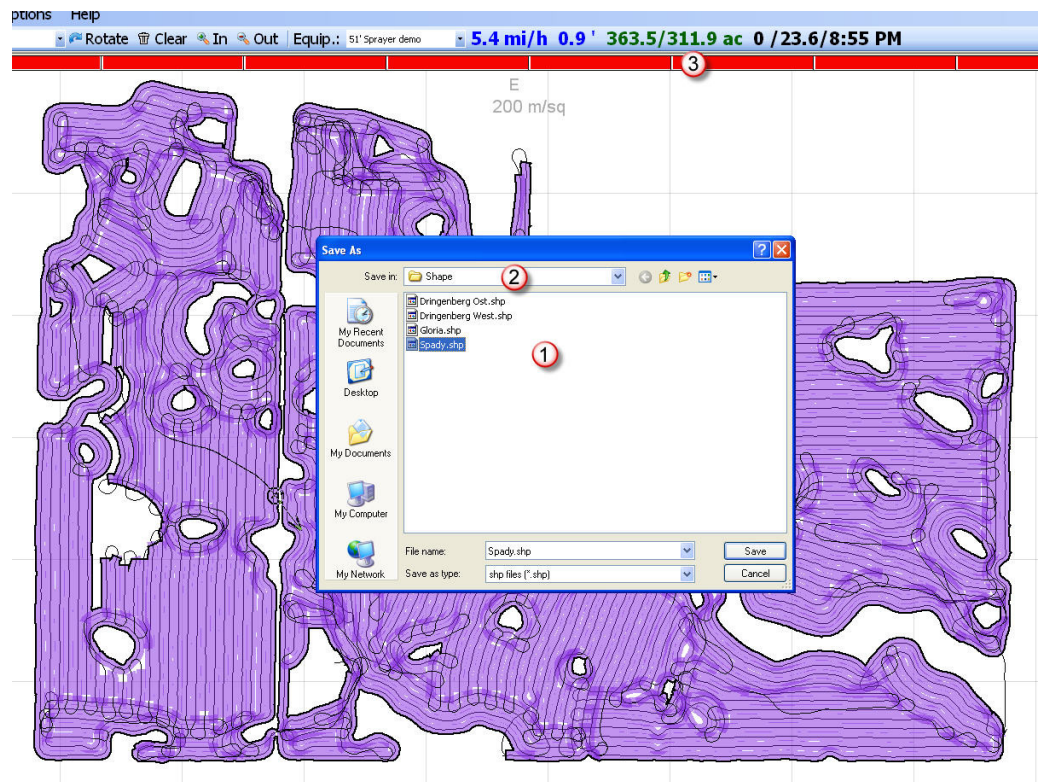 ptions Help
Rotate Clear In Out Equip.: 51' Sprayer demo 5.4 mi/h 0.9 ' 363.5/311.9 ac 0 /23.6/8:55 PM
3
E
200 m/sq
Save As
Save in: Shape 2
Dringenberg Ost.shp
Dringenberg West.shp
Gloria.shp
Spady.shp
1
My Recent
Documents
Desktop
My Documents
My Computer
My Network
File name: Spady.shp Save
Save as type: shp files (*.shp) Cancel